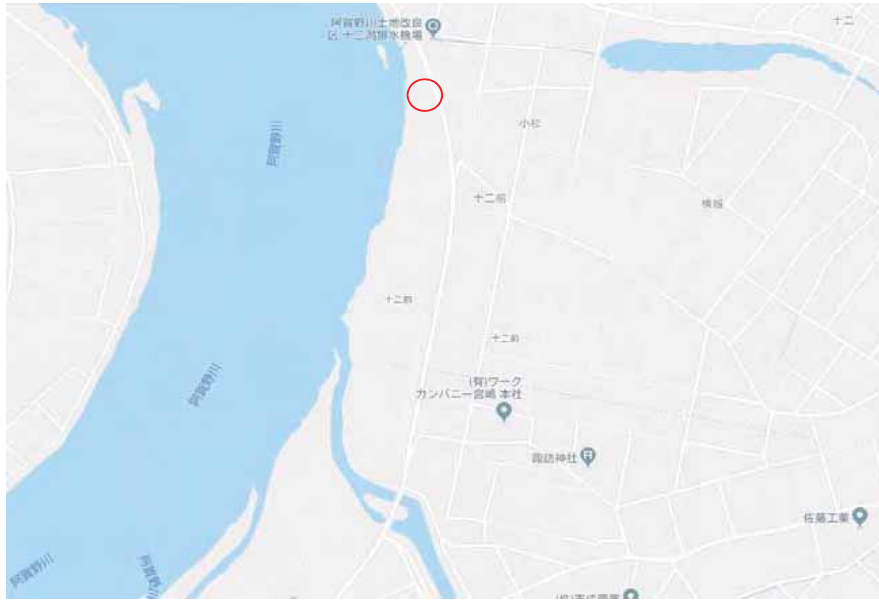 阿賀野川土地改良
区 十二潟排水機場
十二
阿賀野川
小松
十二前
横越
十二前
十二前
阿賀野川
(有)ワーク
カンパニー宮嶋 本社
諏訪神社
佐藤工業
阿賀野川
阿賀野川